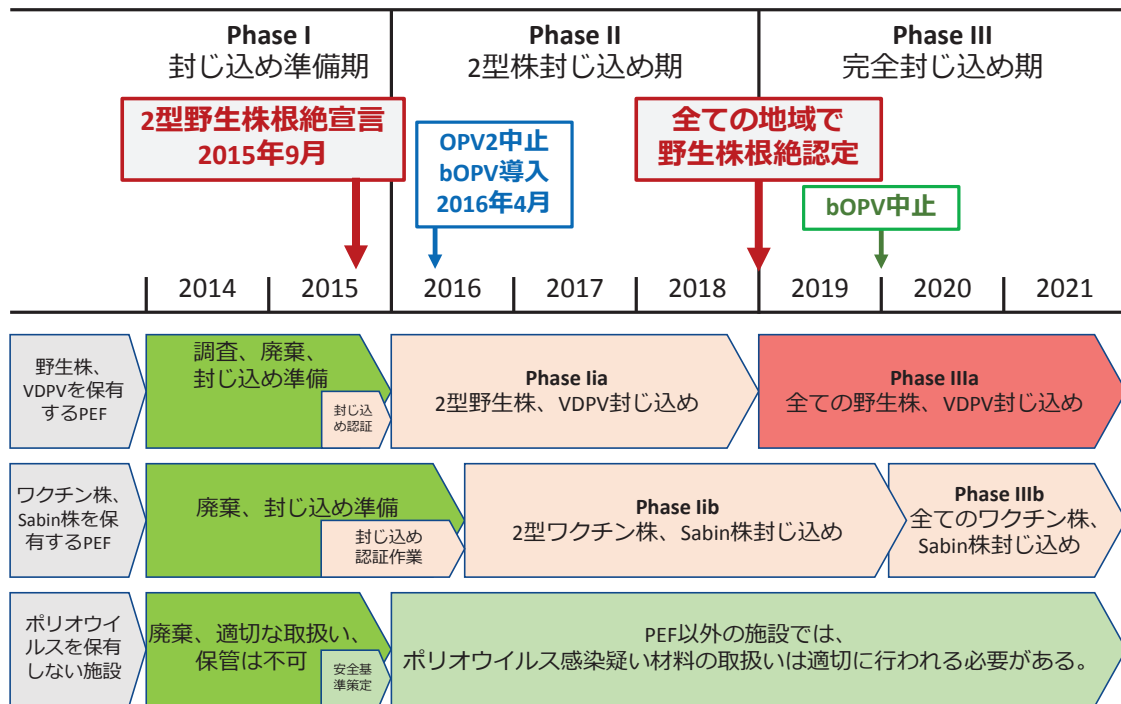 Phase I
封じ込め準備期
Phase II
2型株封じ込め期
Phase III
完全封じ込め期
2型野生株根絶宣言
2015年9月
OPV2中止
bOPV導入
2016年4月
全ての地域で
野生株根絶認定
bOPV中止
2014
2015
2016
2017
2018
2019
2020
2021
野生株、
VDPVを保有
するPEF
調査、廃棄、
封じ込め準備
封じ込
め認証
Phase Iia
2型野生株、VDPV封じ込め
Phase IIIa
全ての野生株、VDPV封じ込め
ワクチン株、
Sabin株を保
有するPEF
廃棄、封じ込め準備
封じ込め
認証作業
Phase Iib
2型ワクチン株、Sabin株封じ込め
Phase IIIb
全てのワクチン株、
Sabin株封じ込め
ポリオウイ
ルスを保有
しない施設
廃棄、適切な取扱い、
保管は不可
安全基
準策定
PEF以外の施設では、
ポリオウイルス感染疑い材料の取扱いは適切に行われる必要がある。